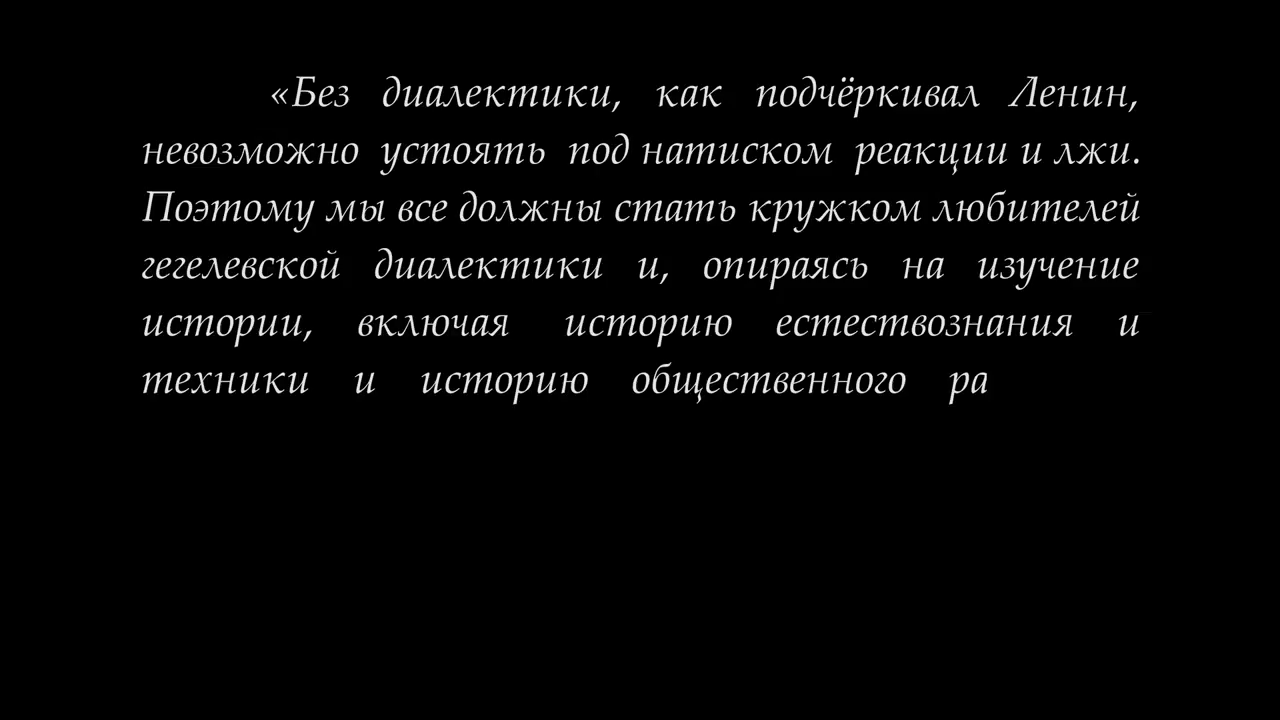 «Без диалектики, как подчёркивал Ленин,
невозможно устоять под натиском реакции и лжи.
Поэтому мы все должны стать кружком любителей
гегелевской диалектики и, опираясь на изучение
истории, включая историю естествознания и
техники и историю общественного ра